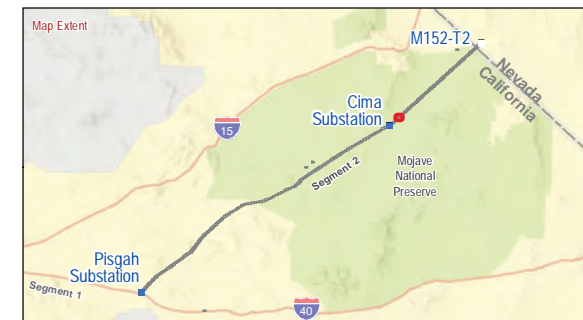 Map Extent
M152-T2
Nevada
California
Cima
Substation
15
Segment 2
Mojave
National
Preserve
Pisgah
Substation
Segment 1
40